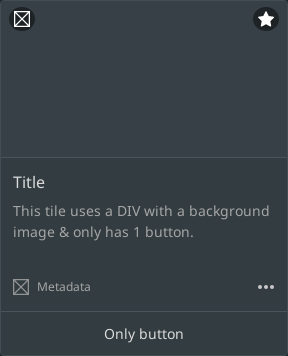 Title
This tile uses a DIV with a background
image & only has 1 button.
Metadata
Only button